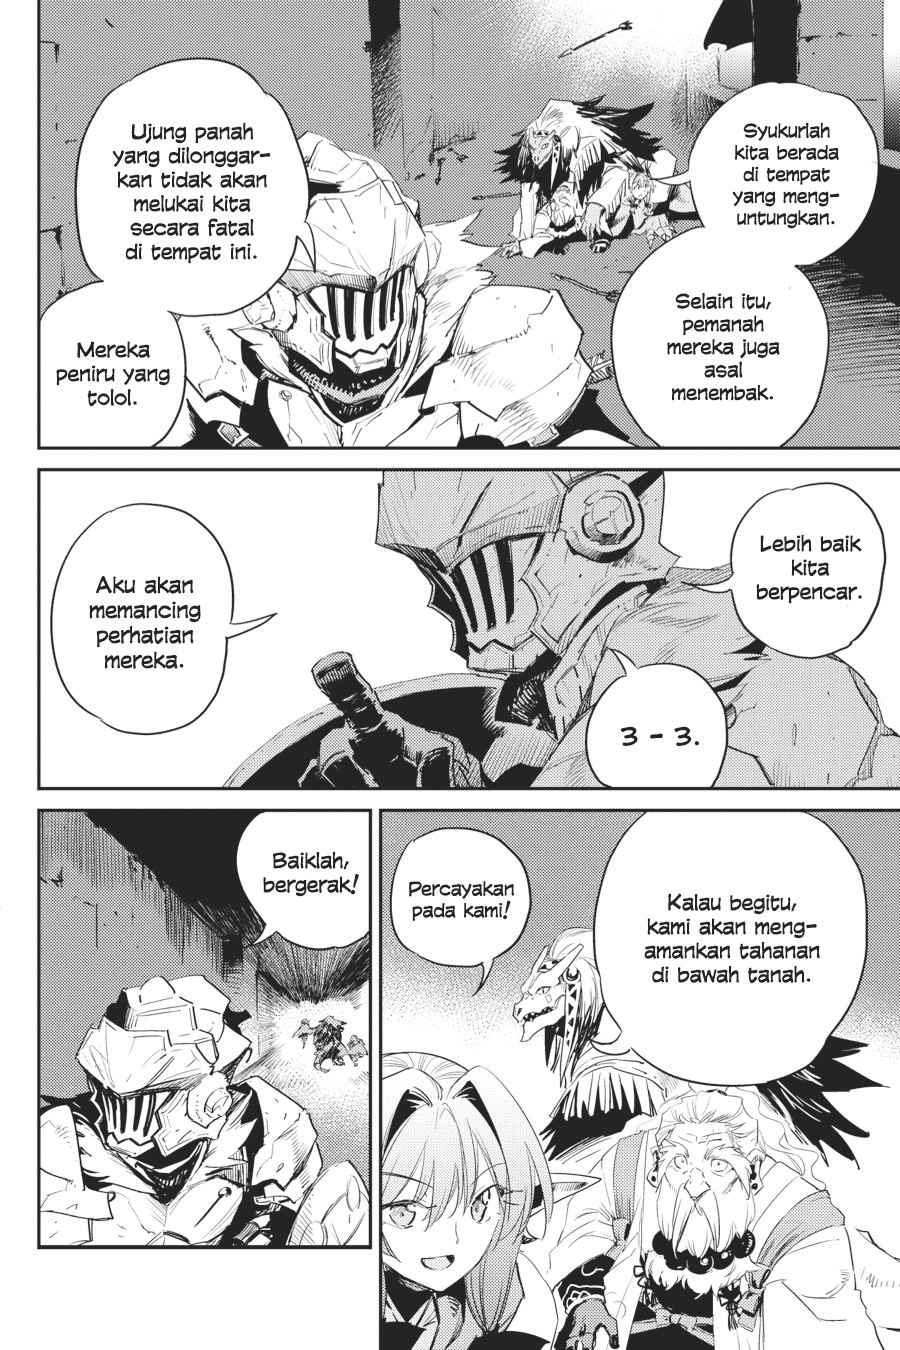 Syukurlah
kita berada
di tempat
yang meng-
untungkan.
Selain itu,
pemanah
mereka juga
asal
menembak.
Ujung panah
yang dilonggar-
kan tidak akan
melukai kita
secara fatal
di tempat ini.
Mereka
peniru yang
tolol.
Lebih baik
kita
berpencar.
3 - 3.
Aku akan
memancing
perhatian
mereka.
Kalau begitu,
kami akan meng-
amankan tahanan
di bawah tanah.
Percayakan
pada kami!
Baiklah,
bergerak!